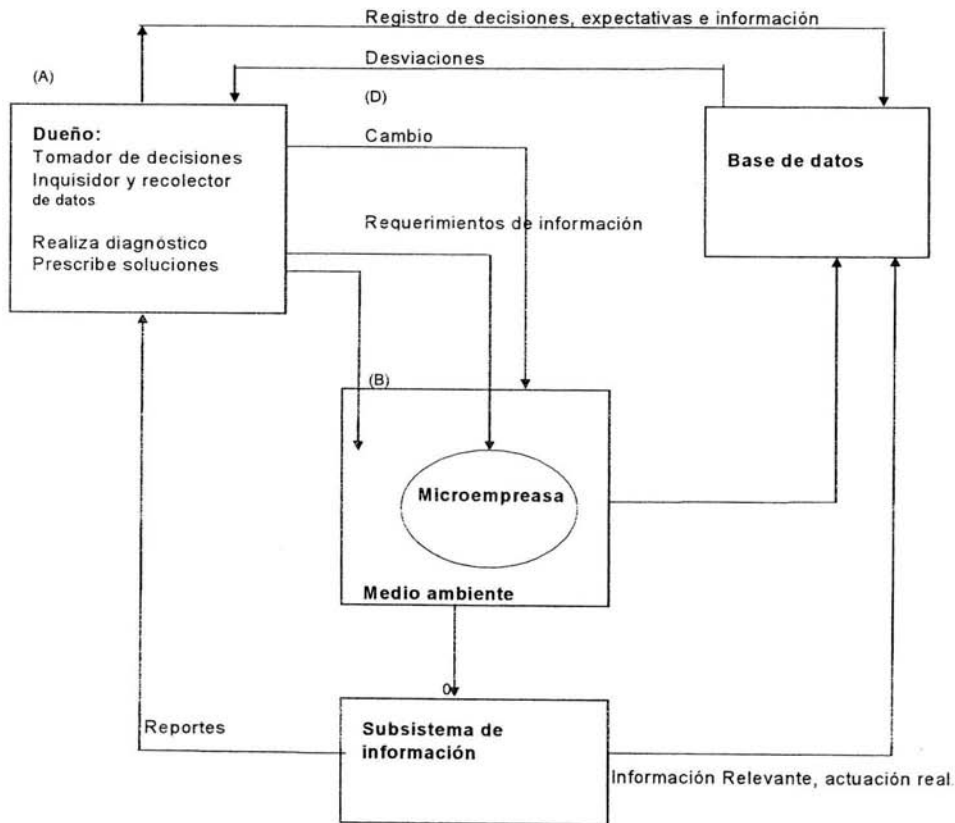 Registro de decisiones, expectativas e información
Desviaciones
(A)
(D)
Dueño:
Tomador de decisiones
Inquisidor y recolector
de datos
Realiza diagnóstico
Prescribe soluciones
Cambio
Base de datos
Requerimientos de información
(B)
Microempreasa
Medio ambiente
0
Reportes
Subsistema de
información
Información Relevante, actuación real.